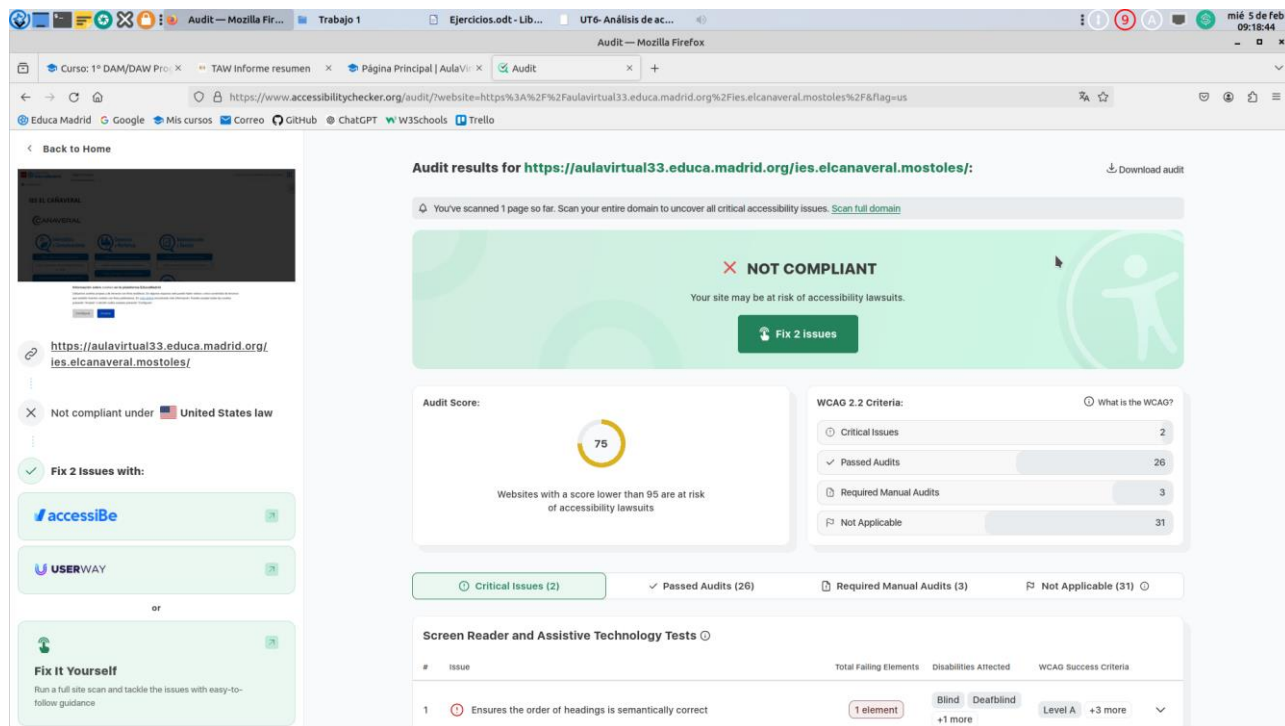 Audit — Mozilla Fir...
Trabajo 1
Ejercicios.odt - Lib...
UT6- Análisis de ac...
9
A
S
mié 5 de feb
09:18:44
Audit — Mozilla Firefox
Curso: 1º DAM/DAW Pro
TAW Informe resumen
Página Principal | AulaVir
Audit
https://www.accessibilitychecker.org/audit/?website=https%3A%2F%2Faulavirtual33.educa.madrid.org%2Fies.elcanaveral.mostoles%2F&flag=us
Educa Madrid
Google
Mis cursos
Correo
GitHub
ChatGPT
W3Schools
Trello
Back to Home
IES EL CAÑAVERAL
CANAVERAL
https://aulavirtual33.educa.madrid.org/
ies.elcanaveral.mostoles/
Not compliant under United States law
Fix 2 Issues with:
accessiBe
USERWAY
or
Fix It Yourself
Run a full site scan and tackle the issues with easy-to-
follow guidance
Audit results for https://aulavirtual33.educa.madrid.org/ies.elcanaveral.mostoles/:
Download audit
You've scanned 1 page so far. Scan your entire domain to uncover all critical accessibility issues. Scan full domain
NOT COMPLIANT
Your site may be at risk of accessibility lawsuits.
Fix 2 issues
Audit Score:
75
Websites with a score lower than 95 are at risk
of accessibility lawsuits
WCAG 2.2 Criteria:
What is the WCAG?
Critical Issues 2
Passed Audits 26
Required Manual Audits 3
Not Applicable 31
Critical Issues (2)
Passed Audits (26)
Required Manual Audits (3)
Not Applicable (31)
Screen Reader and Assistive Technology Tests
# Issue Total Failing Elements Disabilities Affected WCAG Success Criteria
1 Ensures the order of headings is semantically correct 1 element Blind Deafblind +1 more Level A +3 more